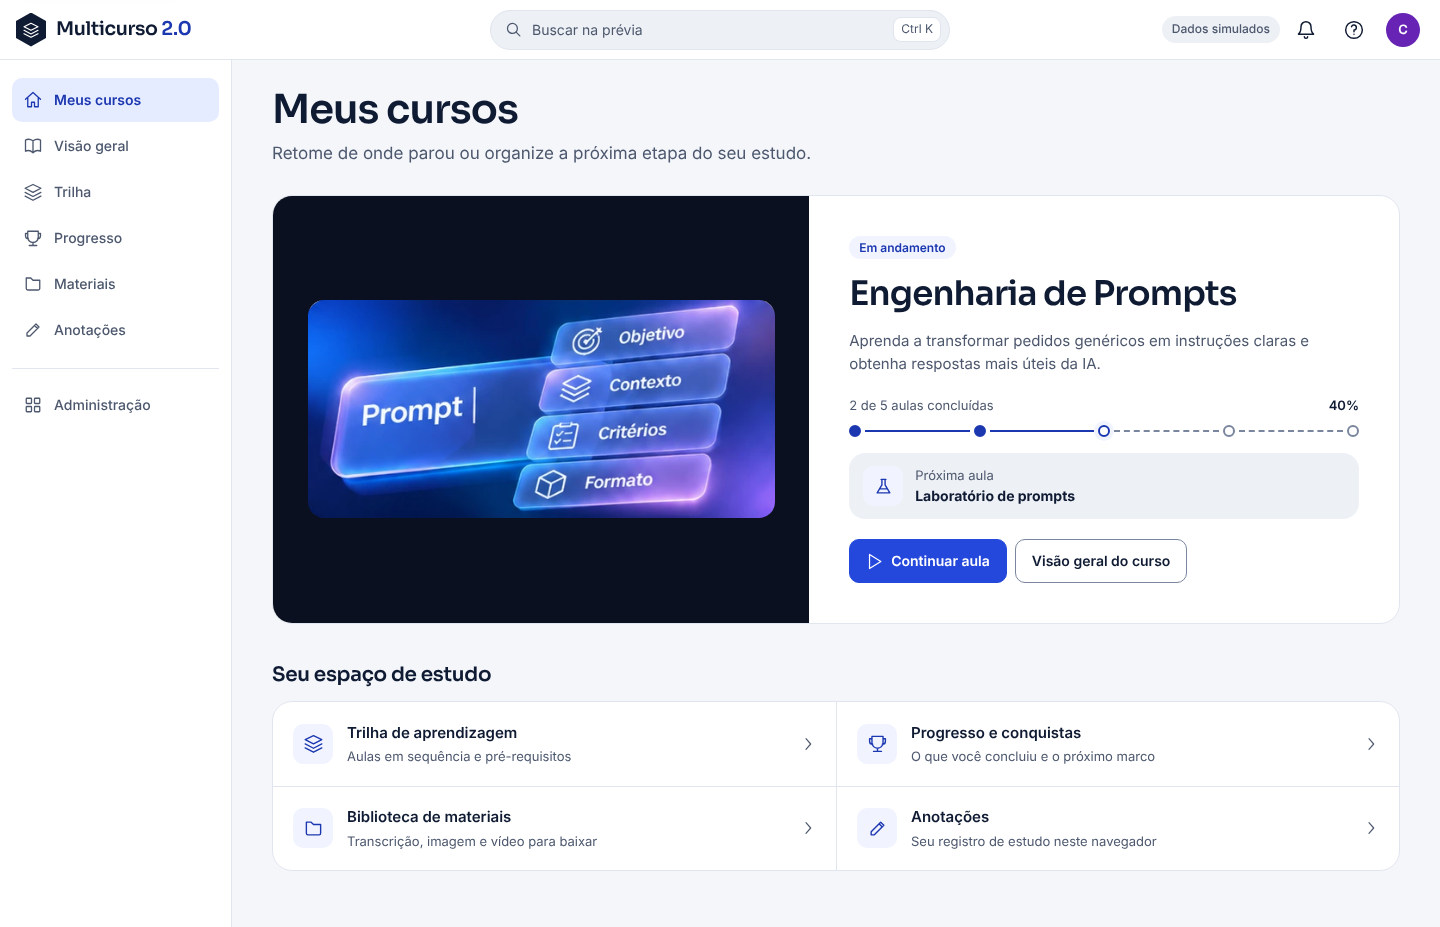 Multicurso 2.0
Buscar na prévia
Ctrl K
Dados simulados
C
Meus cursos
Visão geral
Trilha
Progresso
Materiais
Anotações
Administração
Meus cursos
Retome de onde parou ou organize a próxima etapa do seu estudo.
Prompt
Objetivo
Contexto
Critérios
Formato
Em andamento
Engenharia de Prompts
Aprenda a transformar pedidos genéricos em instruções claras e
obtenha respostas mais úteis da IA.
2 de 5 aulas concluídas
40%
Próxima aula
Laboratório de prompts
Continuar aula
Visão geral do curso
Seu espaço de estudo
Trilha de aprendizagem
Aulas em sequência e pré-requisitos
Progresso e conquistas
O que você concluiu e o próximo marco
Biblioteca de materiais
Transcrição, imagem e vídeo para baixar
Anotações
Seu registro de estudo neste navegador